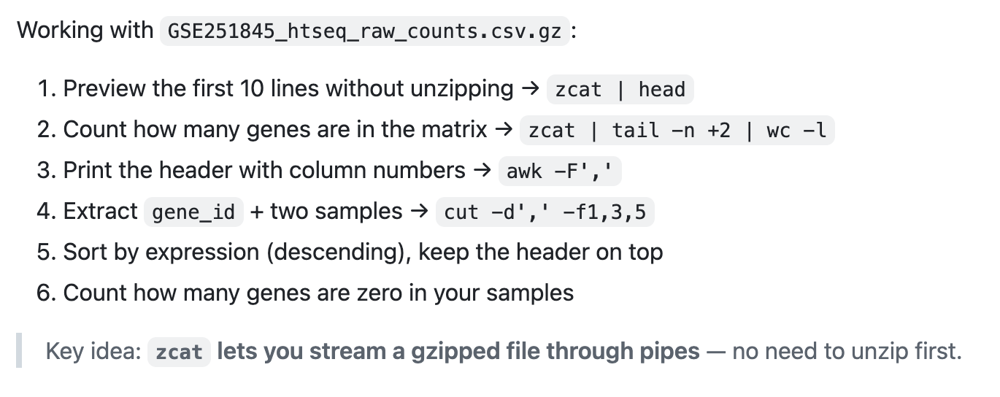 Working with GSE251845_htseq_raw_counts.csv.gz:
1. Preview the first 10 lines without unzipping → zcat | head
2. Count how many genes are in the matrix → zcat | tail -n +2 | wc -l
3. Print the header with column numbers → awk -F','
4. Extract gene_id + two samples → cut -d',' -f1,3,5
5. Sort by expression (descending), keep the header on top
6. Count how many genes are zero in your samples
Key idea: zcat lets you stream a gzipped file through pipes — no need to unzip first.